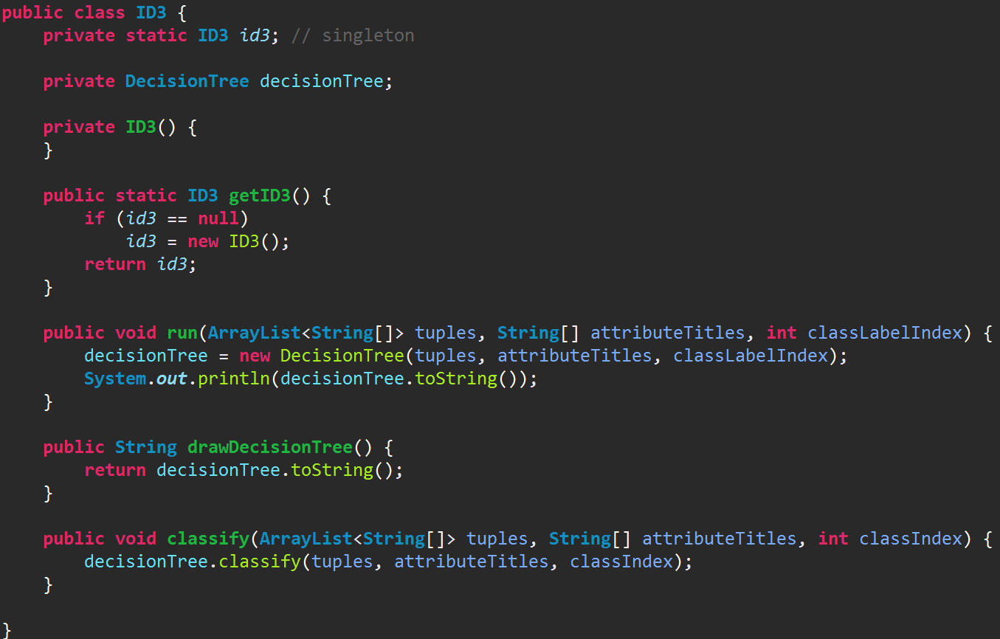 public class ID3 {
    private static ID3 id3; // singleton

    private DecisionTree decisionTree;

    private ID3() {
    }

    public static ID3 getID3() {
        if (id3 == null)
            id3 = new ID3();
        return id3;
    }

    public void run(ArrayList<String[]> tuples, String[] attributeTitles, int classLabelIndex) {
        decisionTree = new DecisionTree(tuples, attributeTitles, classLabelIndex);
        System.out.println(decisionTree.toString());
    }

    public String drawDecisionTree() {
        return decisionTree.toString();
    }

    public void classify(ArrayList<String[]> tuples, String[] attributeTitles, int classIndex) {
        decisionTree.classify(tuples, attributeTitles, classIndex);
    }

}